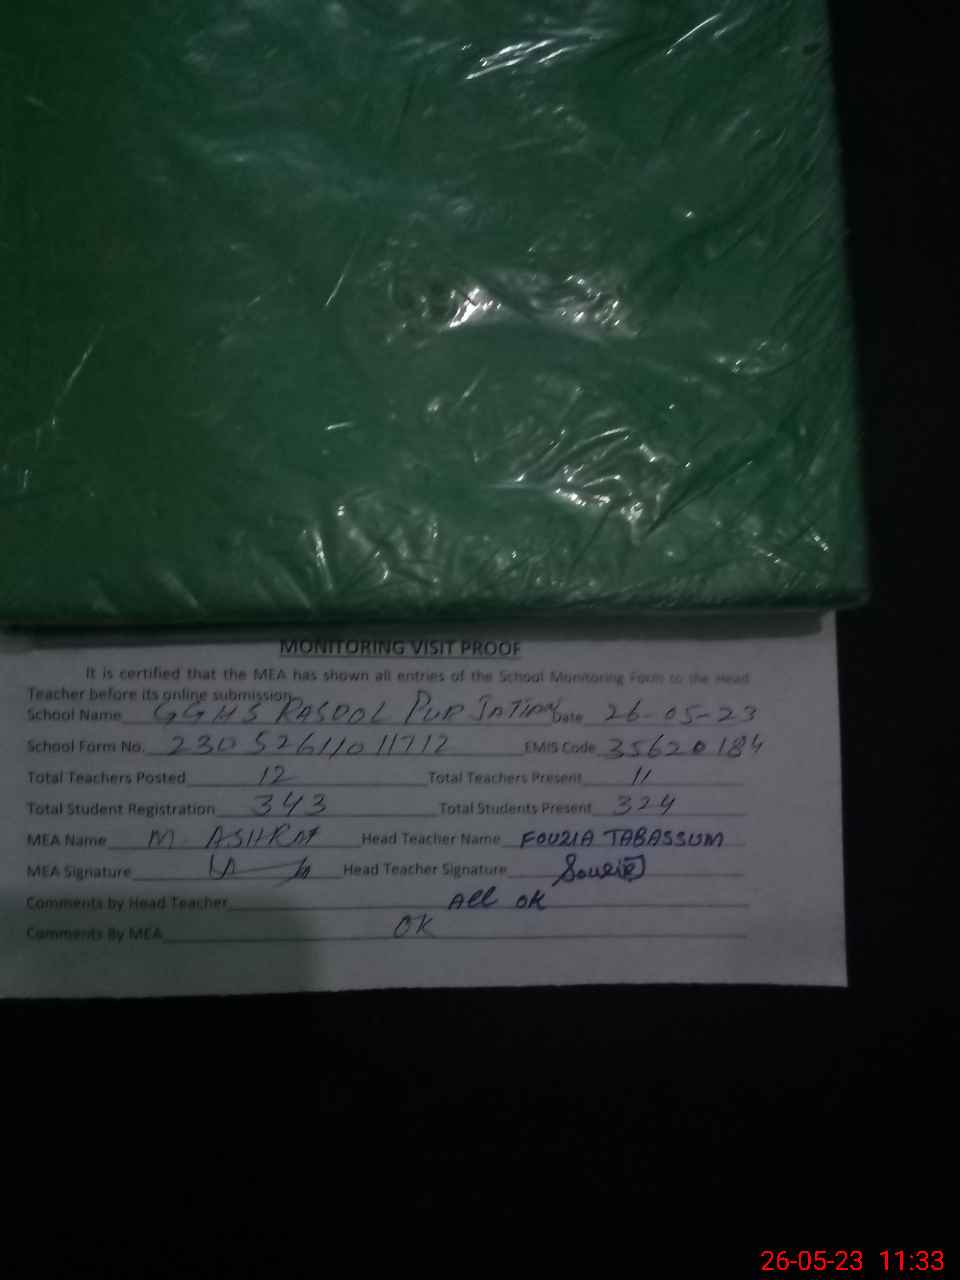 MONITORING VISIT PROOF
It is certified that the MEA has shown all entries of the School Monitoring Form to the Head
Teacher before its online submission.
School Name GGHS RASOOL PUR JATIAN Date 26-05-23
School Form No. 23052611011712 EMIS Code 35620184
Total Teachers Posted 12 Total Teachers Present 11
Total Student Registration 343 Total Students Present 324
MEA Name M. ASHRAF Head Teacher Name FOUZIA TABASSUM
MEA Signature Head Teacher Signature
Comments by Head Teacher All OK
Comments By MEA OK
26-05-23 11:33